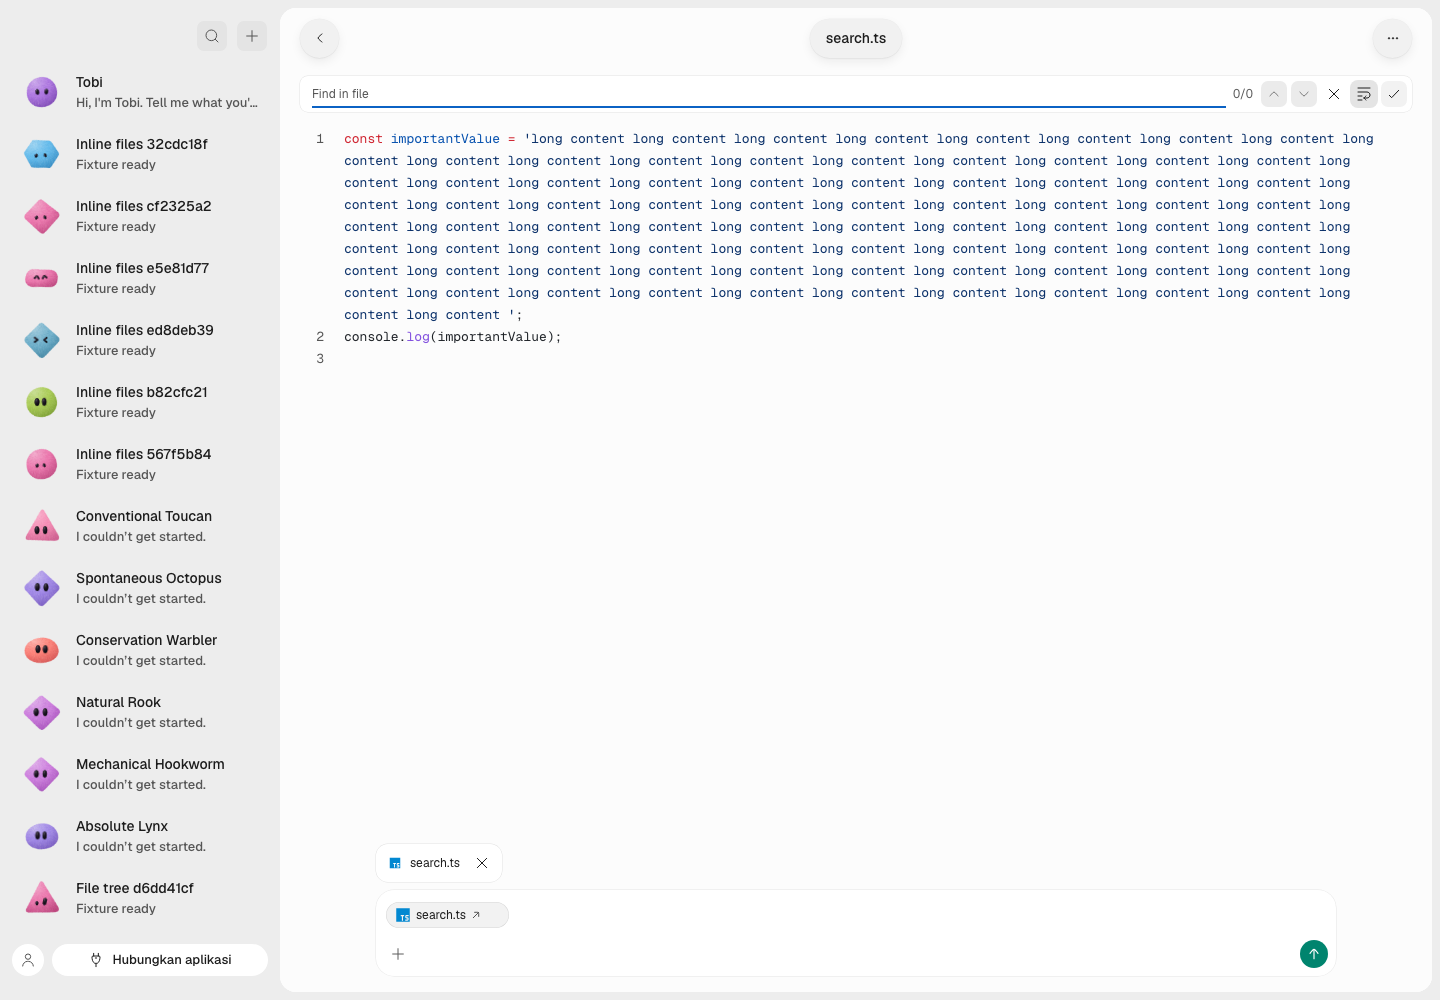 Tobi
Hi, I'm Tobi. Tell me what you'...
Inline files 32cdc18f
Fixture ready
Inline files cf2325a2
Fixture ready
Inline files e5e81d77
Fixture ready
Inline files ed8deb39
Fixture ready
Inline files b82cfc21
Fixture ready
Inline files 567f5b84
Fixture ready
Conventional Toucan
I couldn't get started.
Spontaneous Octopus
I couldn't get started.
Conservation Warbler
I couldn't get started.
Natural Rook
I couldn't get started.
Mechanical Hookworm
I couldn't get started.
Absolute Lynx
I couldn't get started.
File tree d6dd41cf
Fixture ready
Hubungkan aplikasi
search.ts
Find in file
0/0
1 const importantValue = 'long content long content long content long content long content long content long content long content long
content long content long content long content long content long content long content long content long content long content long
content long content long content long content long content long content long content long content long content long content long
content long content long content long content long content long content long content long content long content long content long
content long content long content long content long content long content long content long content long content long content long
content long content long content long content long content long content long content long content long content long content long
content long content long content long content long content long content long content long content long content long content long
content long content long content long content long content long content long content long content long content long content long
content long content ';
2 console.log(importantValue);
3
TS search.ts
TS search.ts